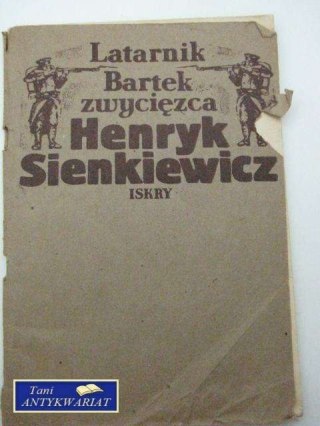 Latarnik
Bartek
zwycięzca
Henryk
Sienkiewicz
ISKRY
Tani
ANTYKWARIAT